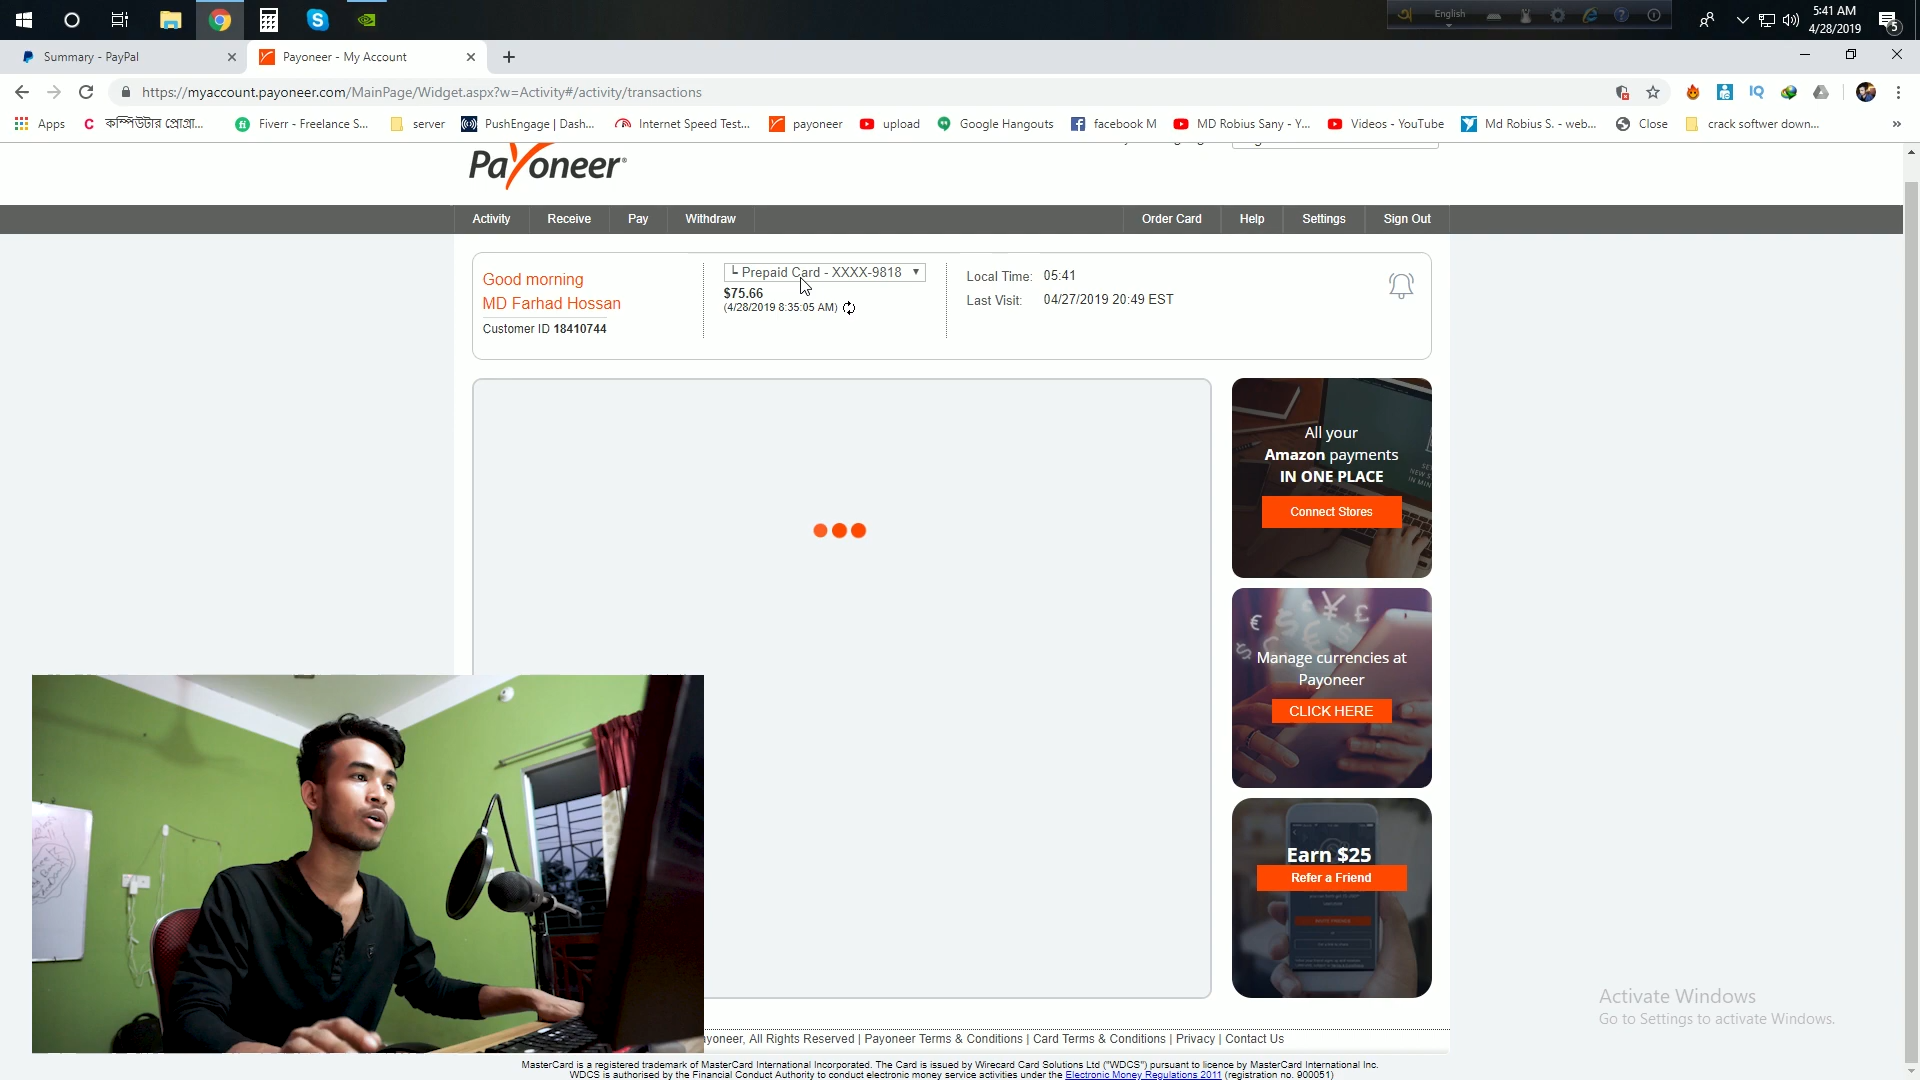 5:41 AM
English
4/28/2019
5
Summary - PayPal
Payoneer - My Account
https://myaccount.payoneer.com/MainPage/Widget.aspx?w=Activity#/activity/transactions
Apps
C
কম্পিউটার প্রোগ্রা...
Fiverr - Freelance S...
server
PushEngage | Dash...
Internet Speed Test...
payoneer
upload
Google Hangouts
facebook M
MD Robius Sany - Y...
Videos - YouTube
Md Robius S. - web...
Close
crack softwer down...
»
Payoneer
Activity
Receive
Pay
Withdraw
Order Card
Help
Settings
Sign Out
Good morning
MD Farhad Hossan
Customer ID 18410744
Prepaid Card - XXXX-9818
$75.66
(4/28/2019 8:35:05 AM)
Local Time: 05:41
Last Visit: 04/27/2019 20:49 EST
All your
Amazon payments
IN ONE PLACE
Connect Stores
Manage currencies at
Payoneer
CLICK HERE
Earn $25
Refer a Friend
Activate Windows
Go to Settings to activate Windows.
yoneer, All Rights Reserved | Payoneer Terms & Conditions | Card Terms & Conditions | Privacy | Contact Us
MasterCard is a registered trademark of MasterCard International Incorporated. The Card is issued by Wirecard Card Solutions Ltd ("WDCS") pursuant to licence by MasterCard International Inc.
WDCS is authorised by the Financial Conduct Authority to conduct electronic money service activities under the Electronic Money Regulations 2011 (registration no. 900051)